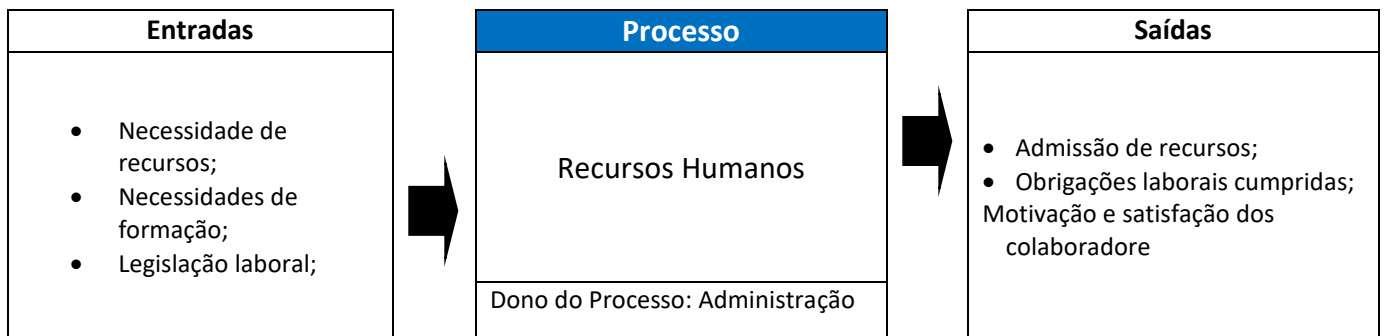 Entradas
• Necessidade de
recursos;
• Necessidades de
formação;
• Legislação laboral;
Processo
Recursos Humanos
Dono do Processo: Administração
Saídas
• Admissão de recursos;
• Obrigações laborais cumpridas;
Motivação e satisfação dos
colaboradore